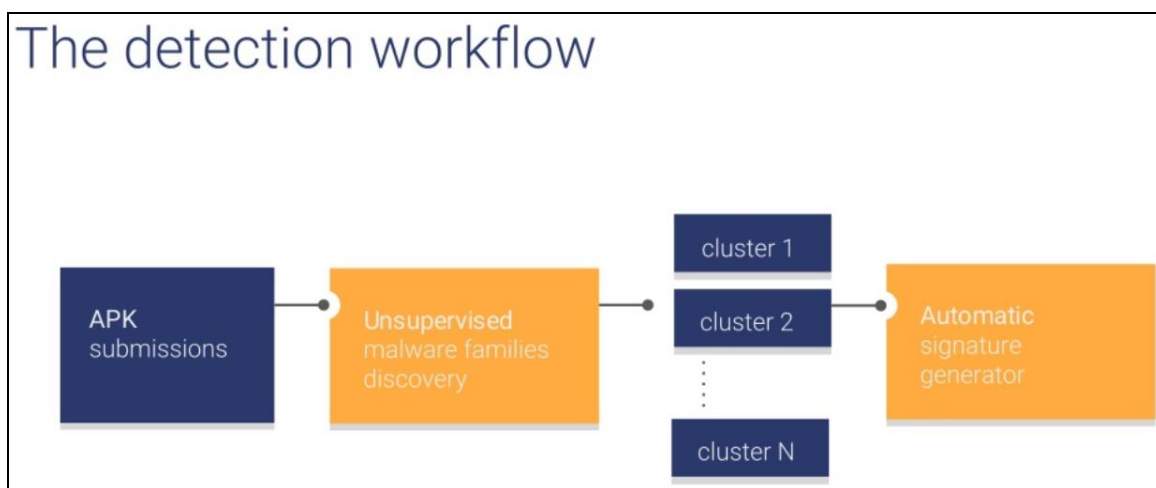 The detection workflow
APK
submissions
Unsupervised
malware families
discovery
cluster 1
cluster 2
cluster N
Automatic
signature
generator